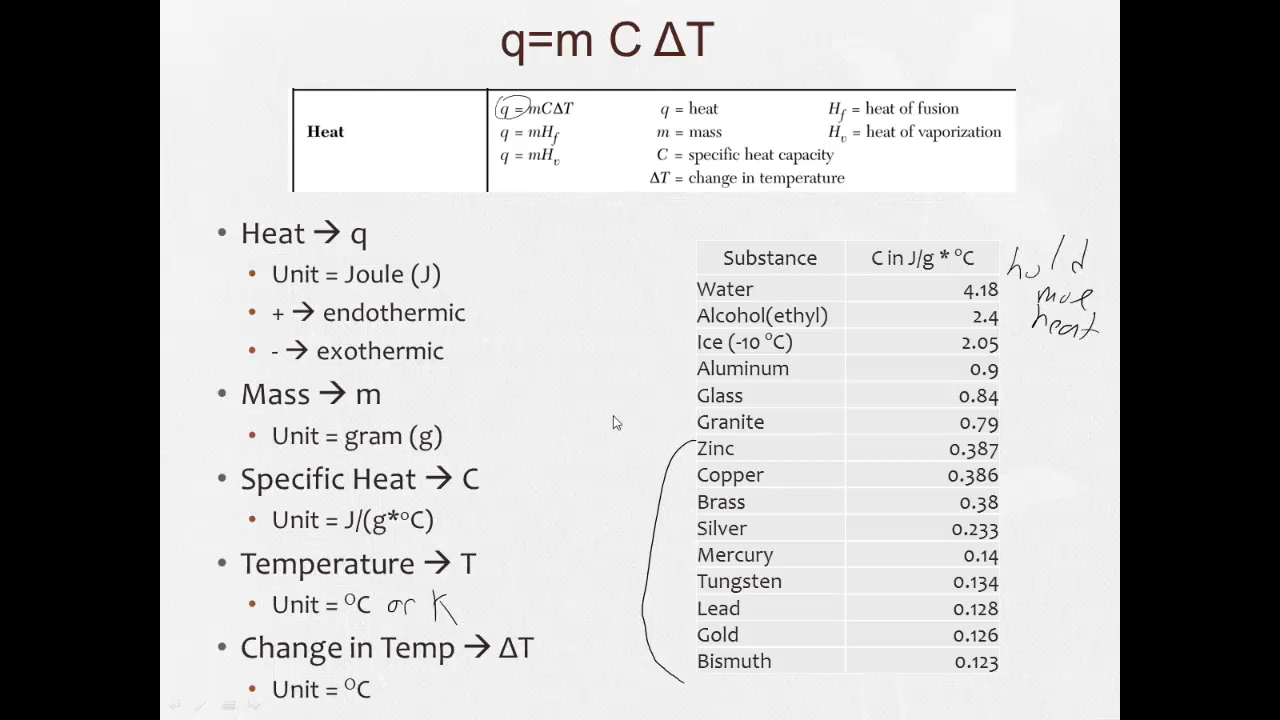 q=m C ΔT
Heat
q = mCΔT
q = mH_f
q = mH_v
q = heat
m = mass
C = specific heat capacity
ΔT = change in temperature
H_f = heat of fusion
H_v = heat of vaporization
• Heat → q
• Unit = Joule (J)
• + → endothermic
• - → exothermic
• Mass → m
• Unit = gram (g)
• Specific Heat → C
• Unit = J/(g*°C)
• Temperature → T
• Unit = °C or K
• Change in Temp → ΔT
• Unit = °C
Substance C in J/g * °C
Water 4.18
Alcohol(ethyl) 2.4
Ice (-10 °C) 2.05
Aluminum 0.9
Glass 0.84
Granite 0.79
Zinc 0.387
Copper 0.386
Brass 0.38
Silver 0.233
Mercury 0.14
Tungsten 0.134
Lead 0.128
Gold 0.126
Bismuth 0.123
hold
more
heat